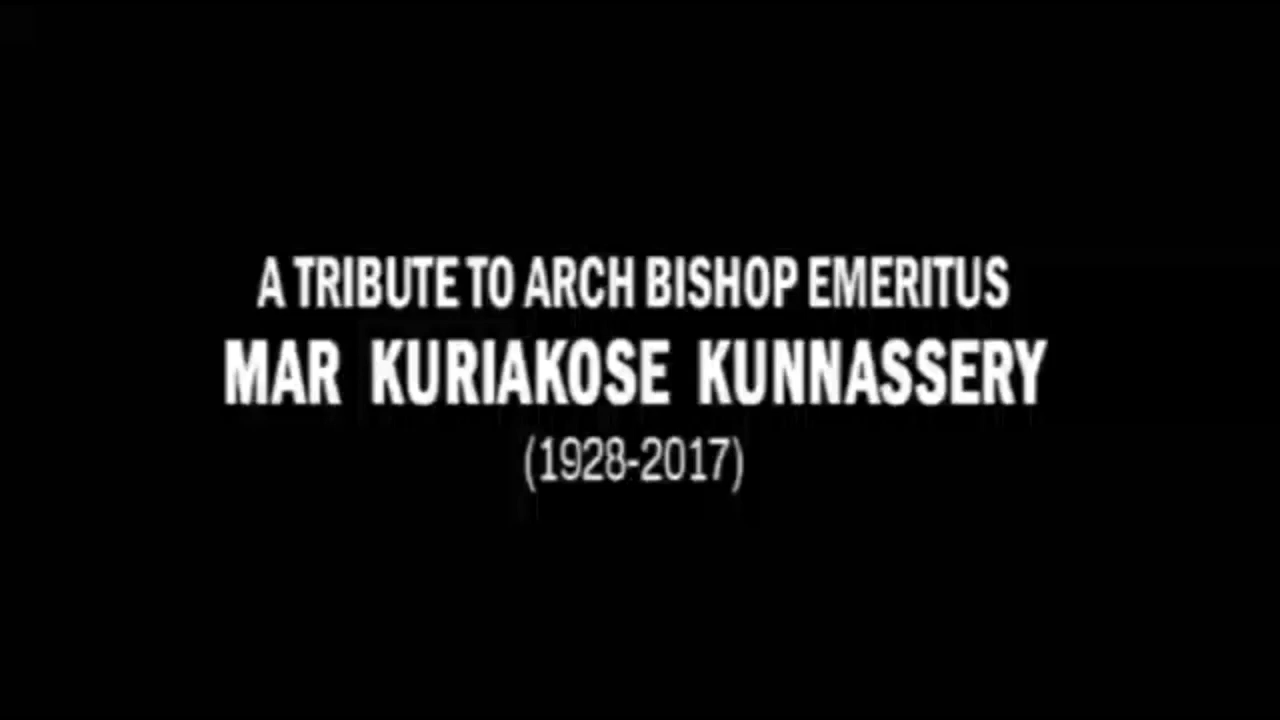 A TRIBUTE TO ARCH BISHOP EMERITUS
MAR KURIAKOSE KUNNASSERY
(1928-2017)